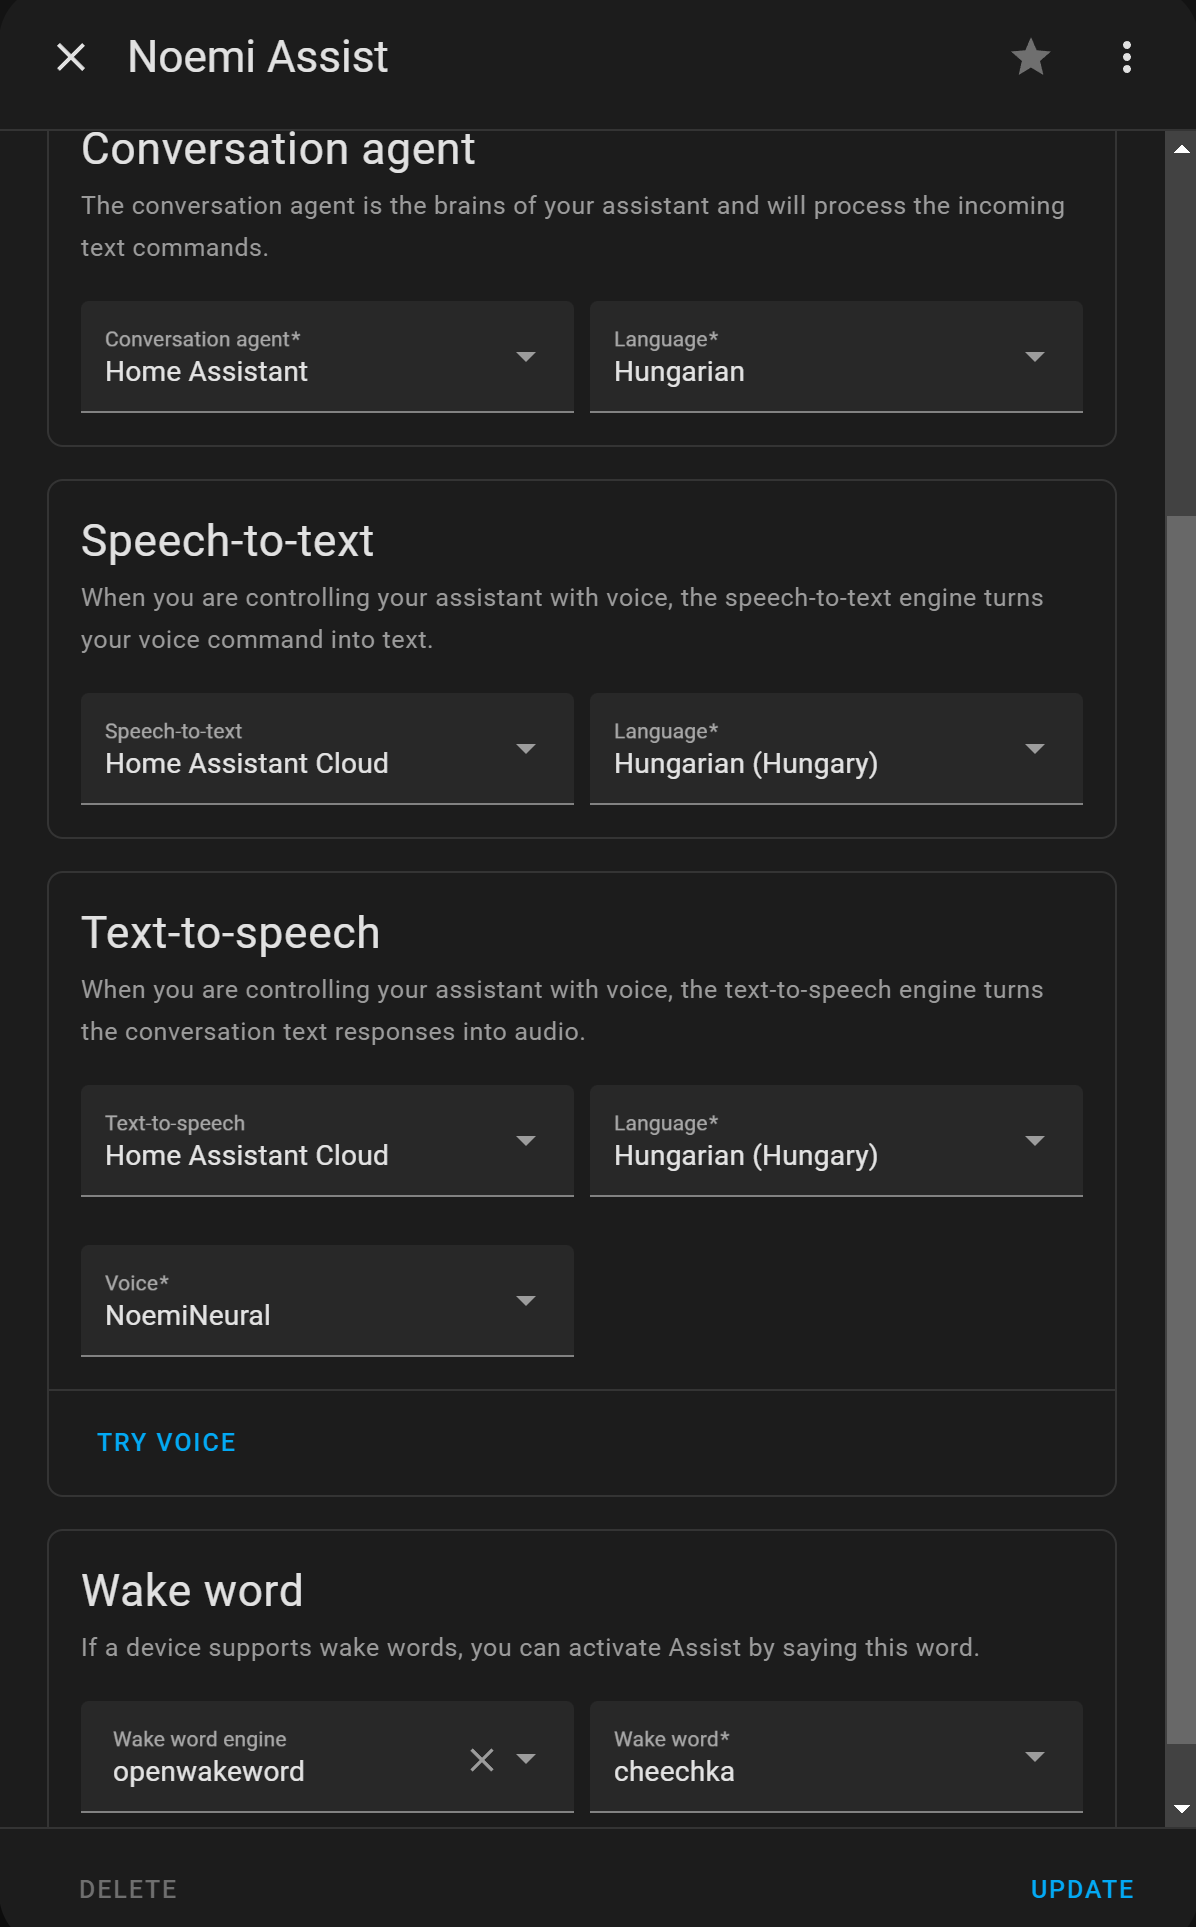 Noemi Assist
Conversation agent
The conversation agent is the brains of your assistant and will process the incoming
text commands.
Conversation agent*
Home Assistant
Language*
Hungarian
Speech-to-text
When you are controlling your assistant with voice, the speech-to-text engine turns
your voice command into text.
Speech-to-text
Home Assistant Cloud
Language*
Hungarian (Hungary)
Text-to-speech
When you are controlling your assistant with voice, the text-to-speech engine turns
the conversation text responses into audio.
Text-to-speech
Home Assistant Cloud
Language*
Hungarian (Hungary)
Voice*
NoemiNeural
TRY VOICE
Wake word
If a device supports wake words, you can activate Assist by saying this word.
Wake word engine
openwakeword
Wake word*
cheechka
DELETE
UPDATE